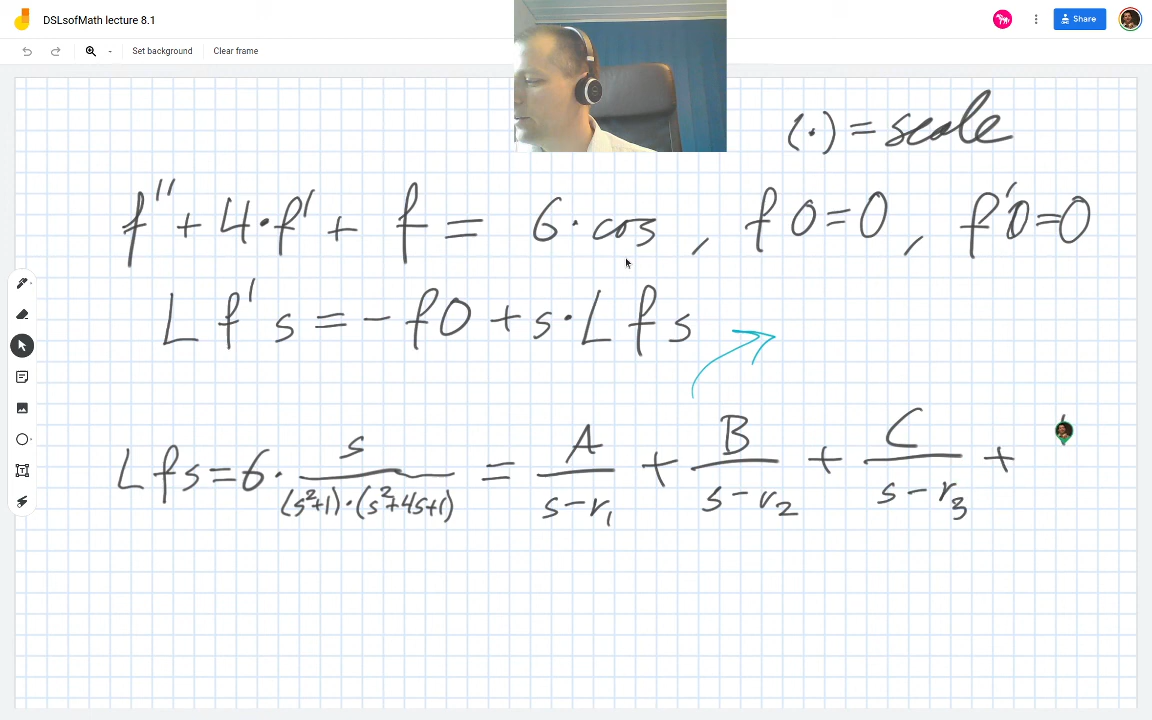 DSLsofMath lecture 8.1
Share
Set background
Clear frame
(·) = scale
f'' + 4·f' + f = 6·cos, f 0=0, f'0=0
L f' s = - f 0 + s·L f s
L f s = 6· s/((s²+1)·(s²+4s+1)) = A/(s-r₁) + B/(s-r₂) + C/(s-r₃) +